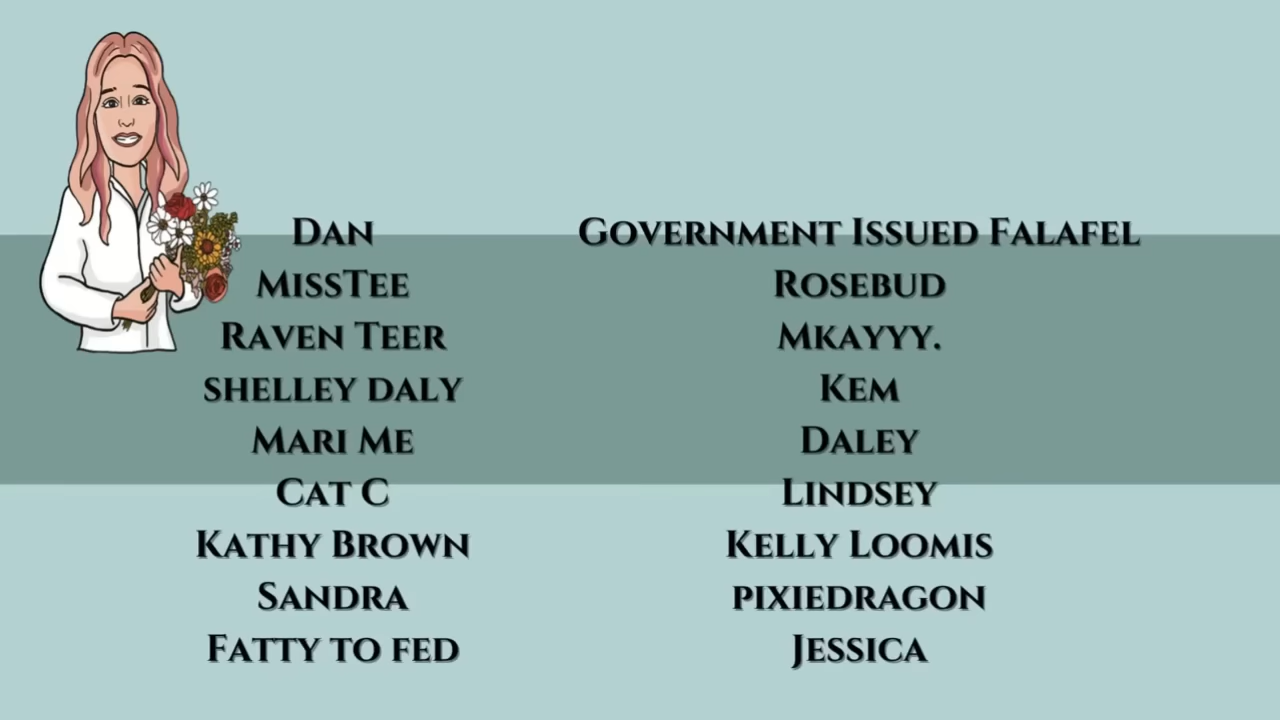 Dan
MissTee
Raven Teer
shelley daly
Mari Me
Cat C
Kathy Brown
Sandra
Fatty to fed
Government Issued Falafel
Rosebud
Mkayyy.
Kem
Daley
Lindsey
Kelly Loomis
pixiedragon
Jessica